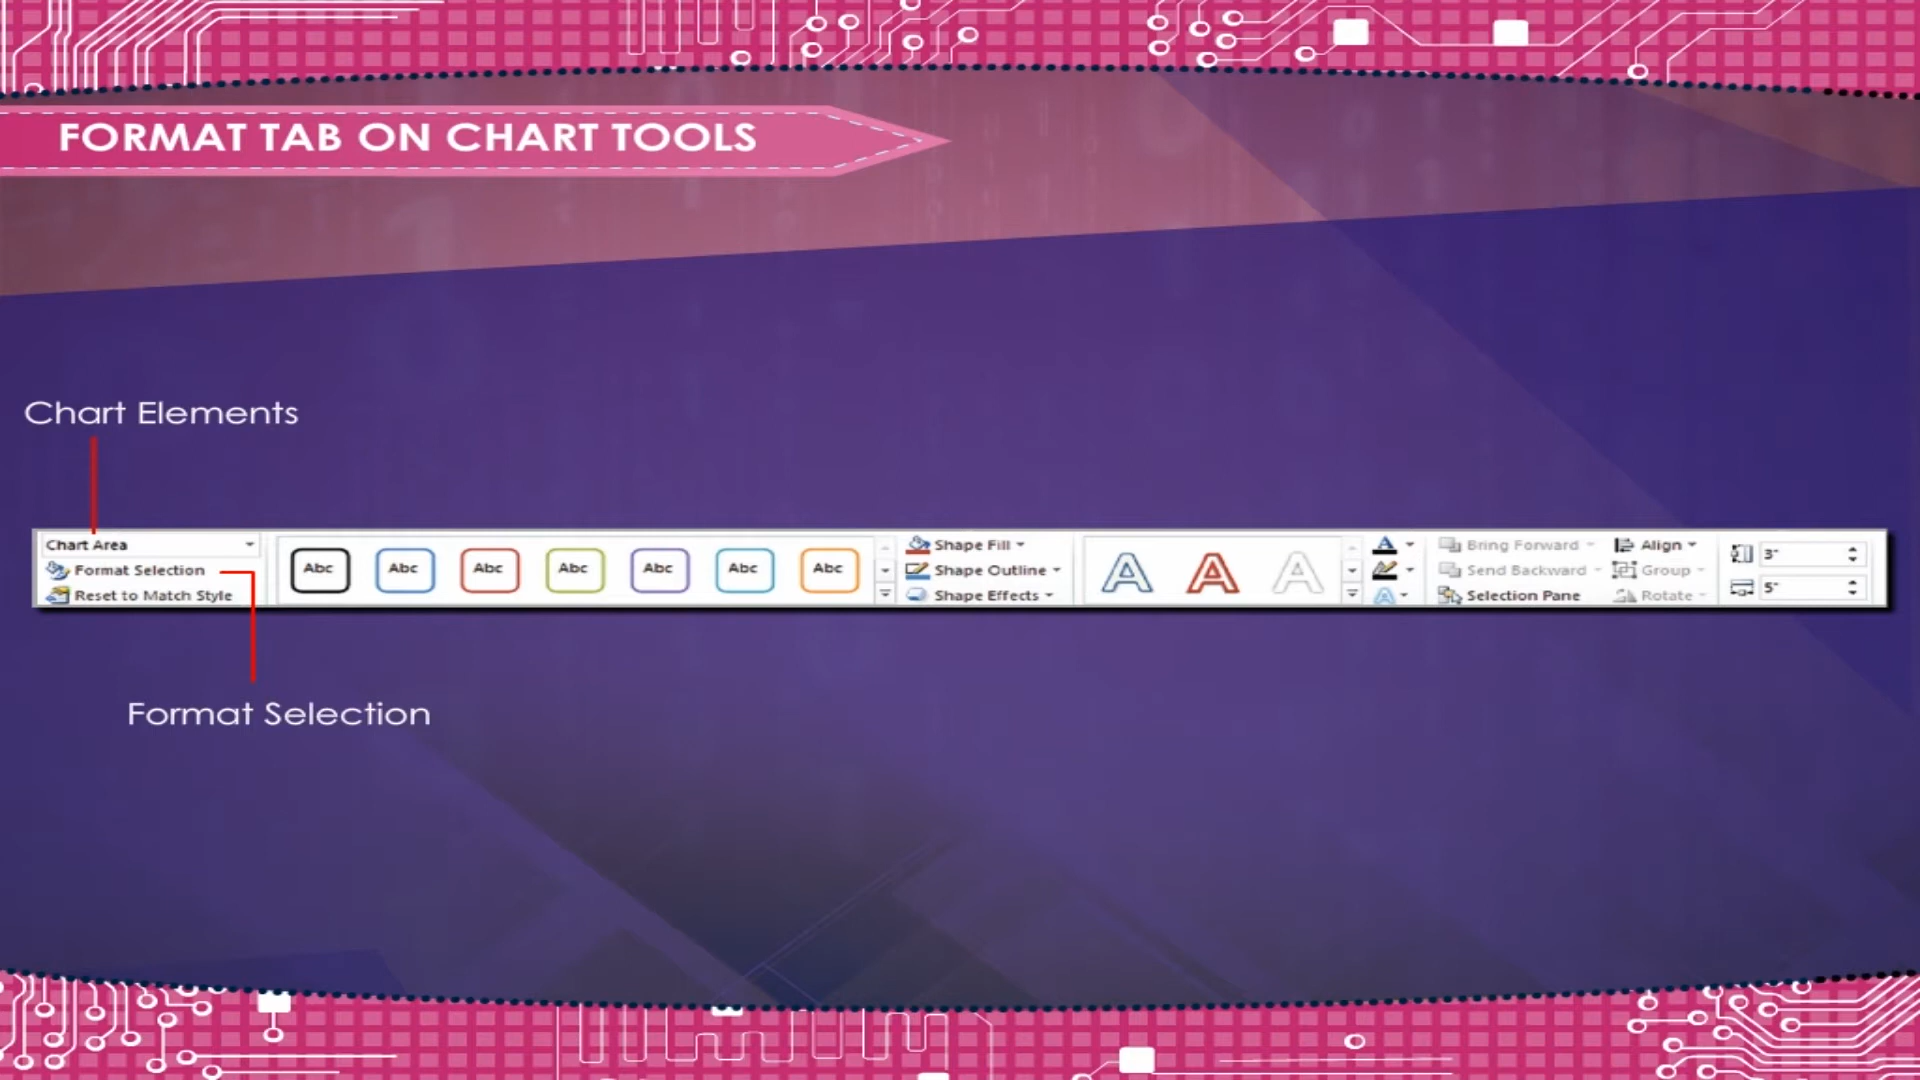 FORMAT TAB ON CHART TOOLS
Chart Elements
Chart Area
Format Selection
Reset to Match Style
Abc Abc Abc Abc Abc Abc Abc
Shape Fill
Shape Outline
Shape Effects
A A A
A
A
Bring Forward
Send Backward
Selection Pane
Align
Group
Rotate
3"
5"
Format Selection